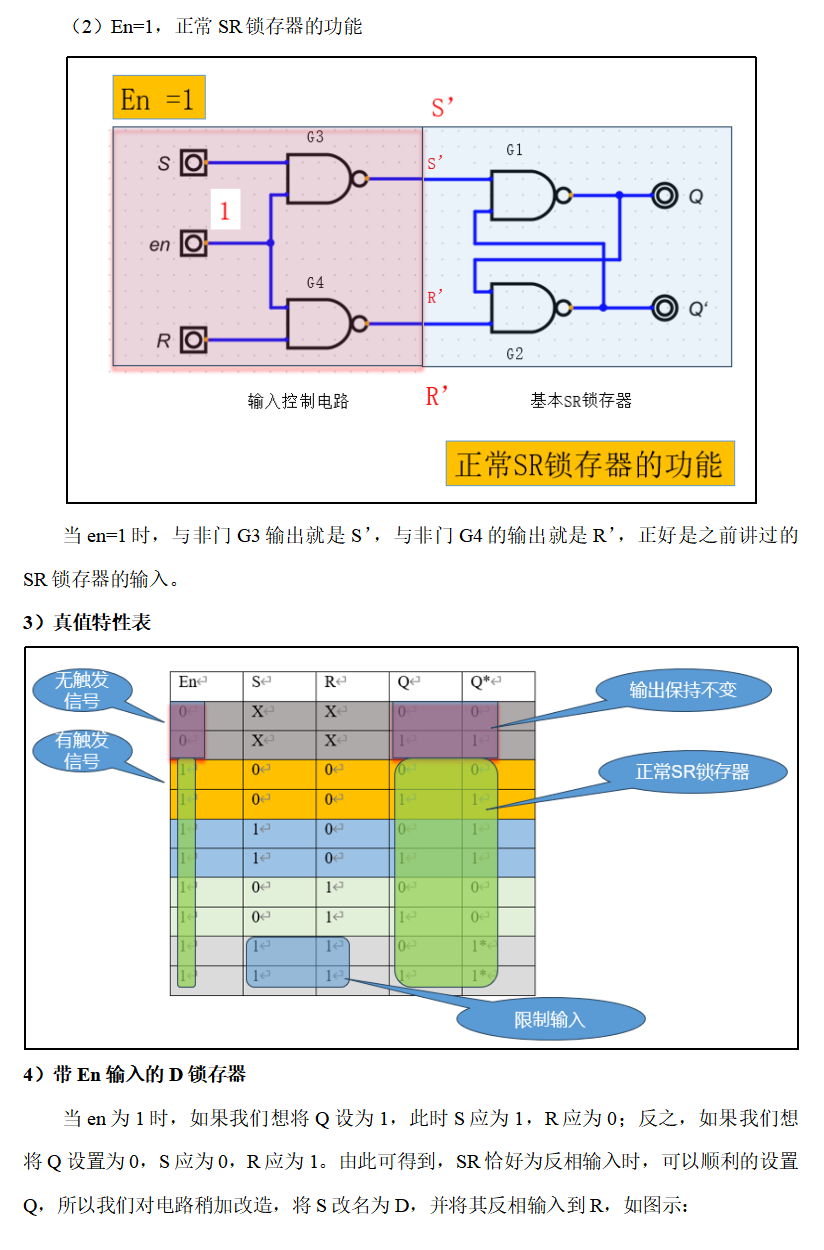 （2）En=1，正常 SR 锁存器的功能
En =1
S’
G3
G1
S
S’
1
Q
en
G4
R’
Q‘
R
G2
输入控制电路
R’
基本SR锁存器
正常SR锁存器的功能
当 en=1 时，与非门 G3 输出就是 S’，与非门 G4 的输出就是 R’，正好是之前讲过的
SR 锁存器的输入。
3）真值特性表
无触发
信号
有触发
信号
En S R Q Q*
0 X X 0 0
0 X X 1 1
1 0 0 0 0
1 0 0 1 1
1 1 0 0 1
1 1 0 1 1
1 0 1 0 0
1 0 1 1 0
1 1 1 0 1*
1 1 1 1 1*
输出保持不变
正常SR锁存器
限制输入
4）带 En 输入的 D 锁存器
当 en 为 1 时，如果我们想将 Q 设为 1，此时 S 应为 1，R 应为 0；反之，如果我们想
将 Q 设置为 0，S 应为 0，R 应为 1。由此可得到，SR 恰好为反相输入时，可以顺利的设置
Q，所以我们对电路稍加改造，将 S 改名为 D，并将其反相输入到 R，如图示：